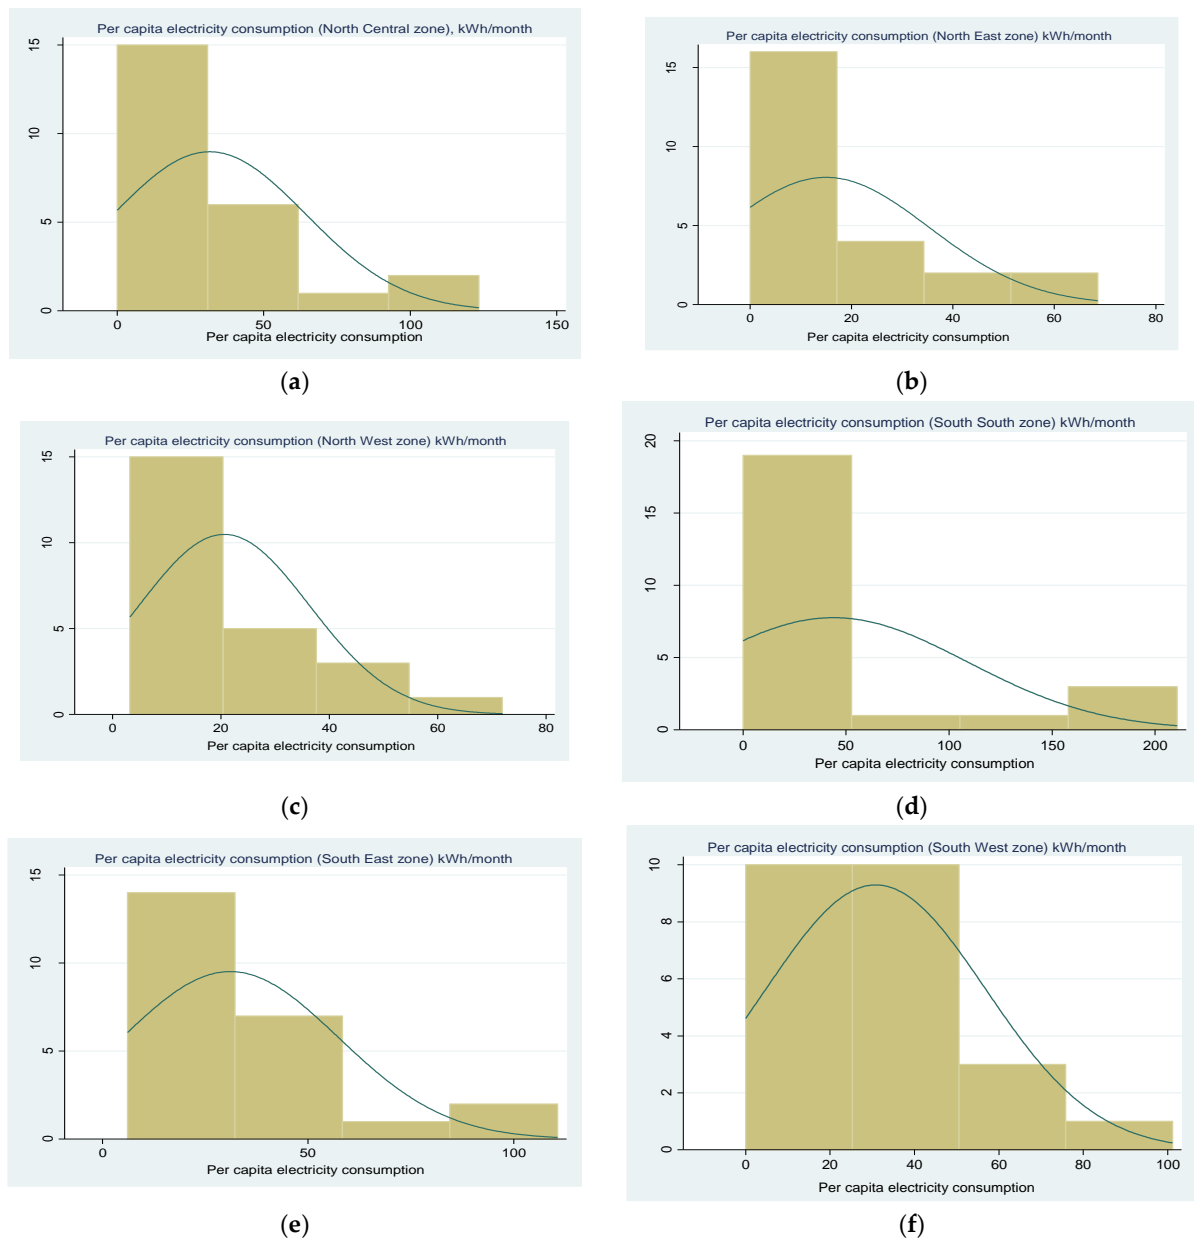 Per capita electricity consumption (North Central zone), kWh/month
15
10
5
0
0 50 100 150
Per capita electricity consumption
(a)
Per capita electricity consumption (North East zone) kWh/month
15
10
5
0
0 20 40 60 80
Per capita electricity consumption
(b)
Per capita electricity consumption (North West zone) kWh/month
15
10
5
0
0 20 40 60 80
Per capita electricity consumption
(c)
Per capita electricity consumption (South South zone) kWh/month
20
15
10
5
0
0 50 100 150 200
Per capita electricity consumption
(d)
Per capita electricity consumption (South East zone) kWh/month
15
10
5
0
0 50 100
Per capita electricity consumption
(e)
Per capita electricity consumption (South West zone) kWh/month
10
8
6
4
2
0
0 20 40 60 80 100
Per capita electricity consumption
(f)